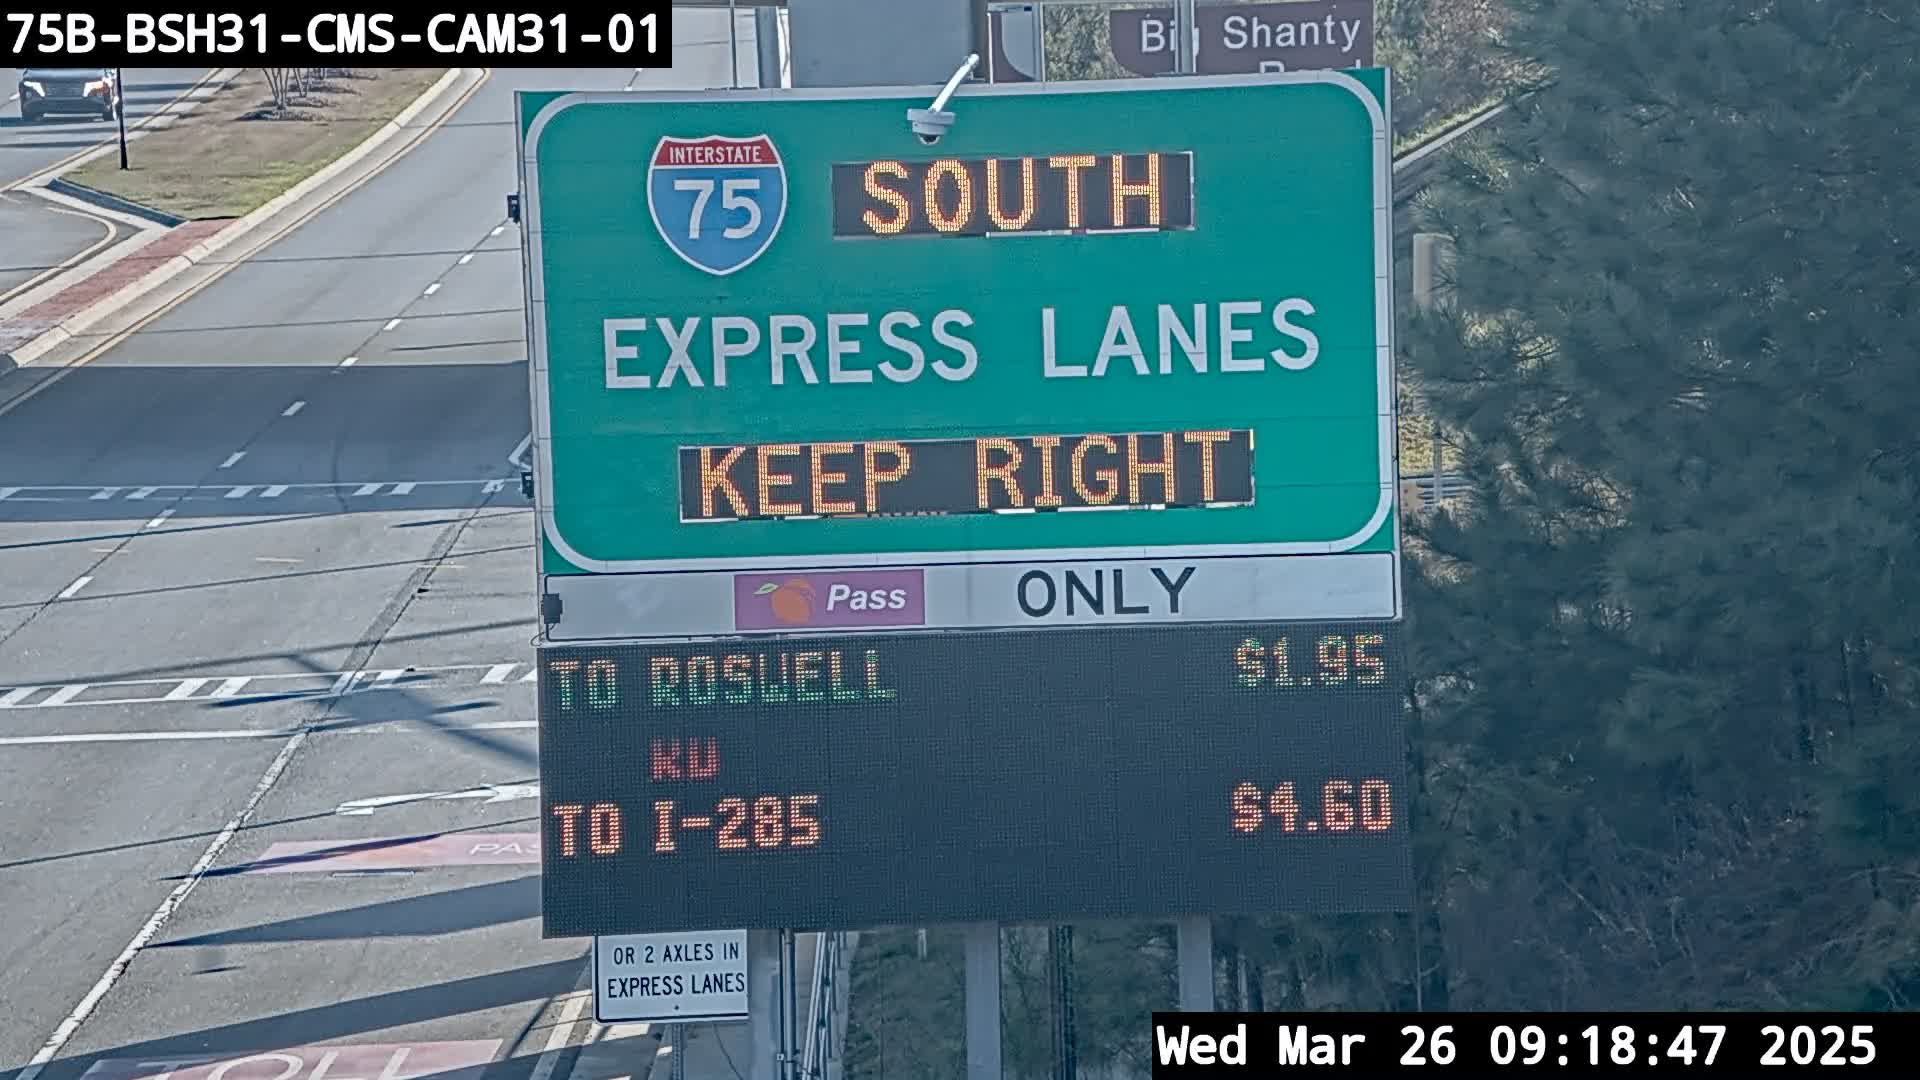 75B-BSH31-CMS-CAM31-01
Big Shanty
INTERSTATE
75
SOUTH
EXPRESS LANES
KEEP RIGHT
Pass ONLY
TO ROSWELL $1.95
TO I-285 $4.60
OR 2 AXLES IN
EXPRESS LANES
TOLL
Wed Mar 26 09:18:47 2025